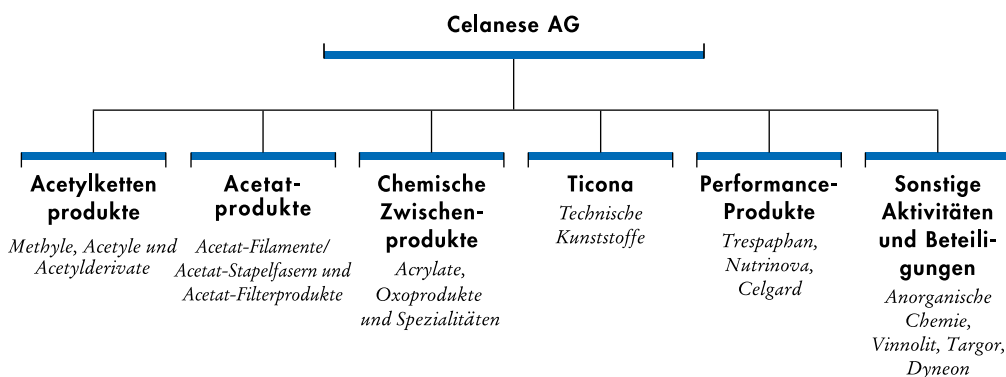 Celanese AG
Acetylketten
produkte
Methyle, Acetyle und
Acetylderivate
Acetat-
produkte
Acetat-Filamente/
Acetat-Stapelfasern und
Acetat-Filterprodukte
Chemische
Zwischen-
produkte
Acrylate,
Oxoprodukte
und Spezialitäten
Ticona
Technische
Kunststoffe
Performance-
Produkte
Trespaphan,
Nutrinova,
Celgard
Sonstige
Aktivitäten
und Beteili-
gungen
Anorganische
Chemie,
Vinnolit, Targor,
Dyneon